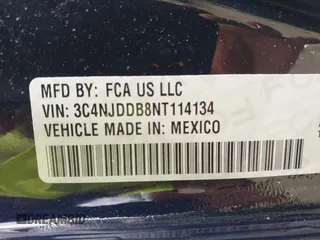 MFD BY: FCA US LLC
VIN: 3C4NJDDB8NT114134
VEHICLE MADE IN: MEXICO